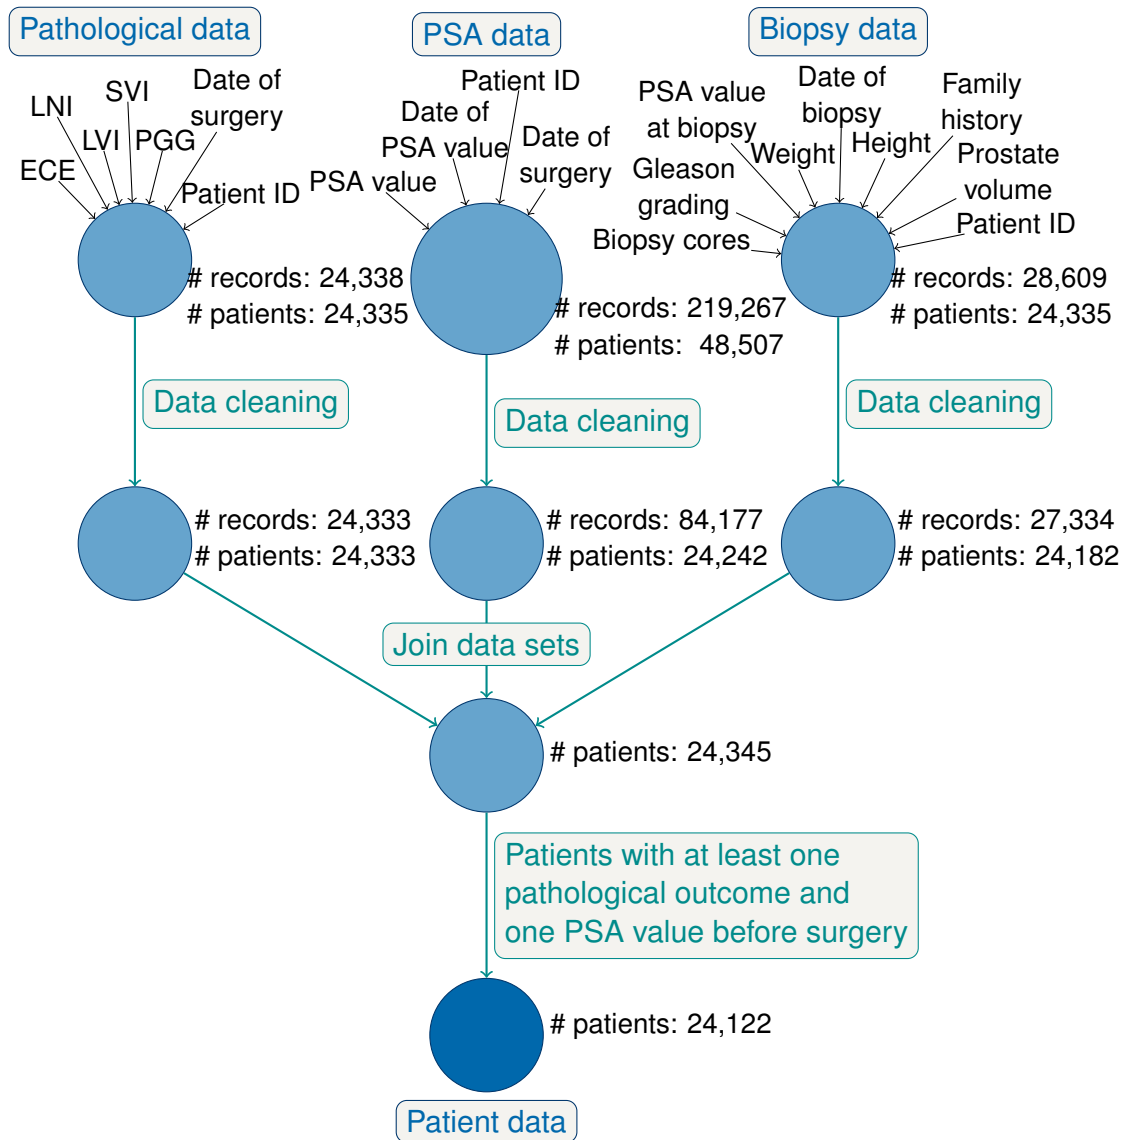 Pathological data
PSA data
Biopsy data
LNI
SVI
Date of
surgery
LVI
PGG
ECE
Patient ID
Patient ID
Date of
PSA value
Date of
surgery
PSA value
PSA value
at biopsy
Date of
biopsy
Family
history
Weight
Height
Gleason
grading
Prostate
volume
Biopsy cores
Patient ID
# records: 24,338
# patients: 24,335
# records: 219,267
# patients: 48,507
# records: 28,609
# patients: 24,335
Data cleaning
Data cleaning
Data cleaning
# records: 24,333
# patients: 24,333
# records: 84,177
# patients: 24,242
# records: 27,334
# patients: 24,182
Join data sets
# patients: 24,345
Patients with at least one
pathological outcome and
one PSA value before surgery
# patients: 24,122
Patient data